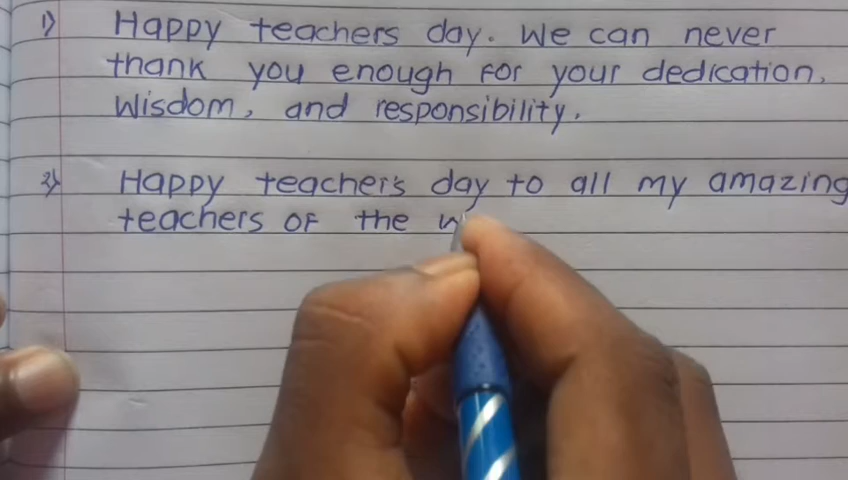 1) Happy teachers day. We can never
thank you enough for your dedication,
Wisdom, and responsibility.
2) Happy teacher's day to all my amazing
teachers of the